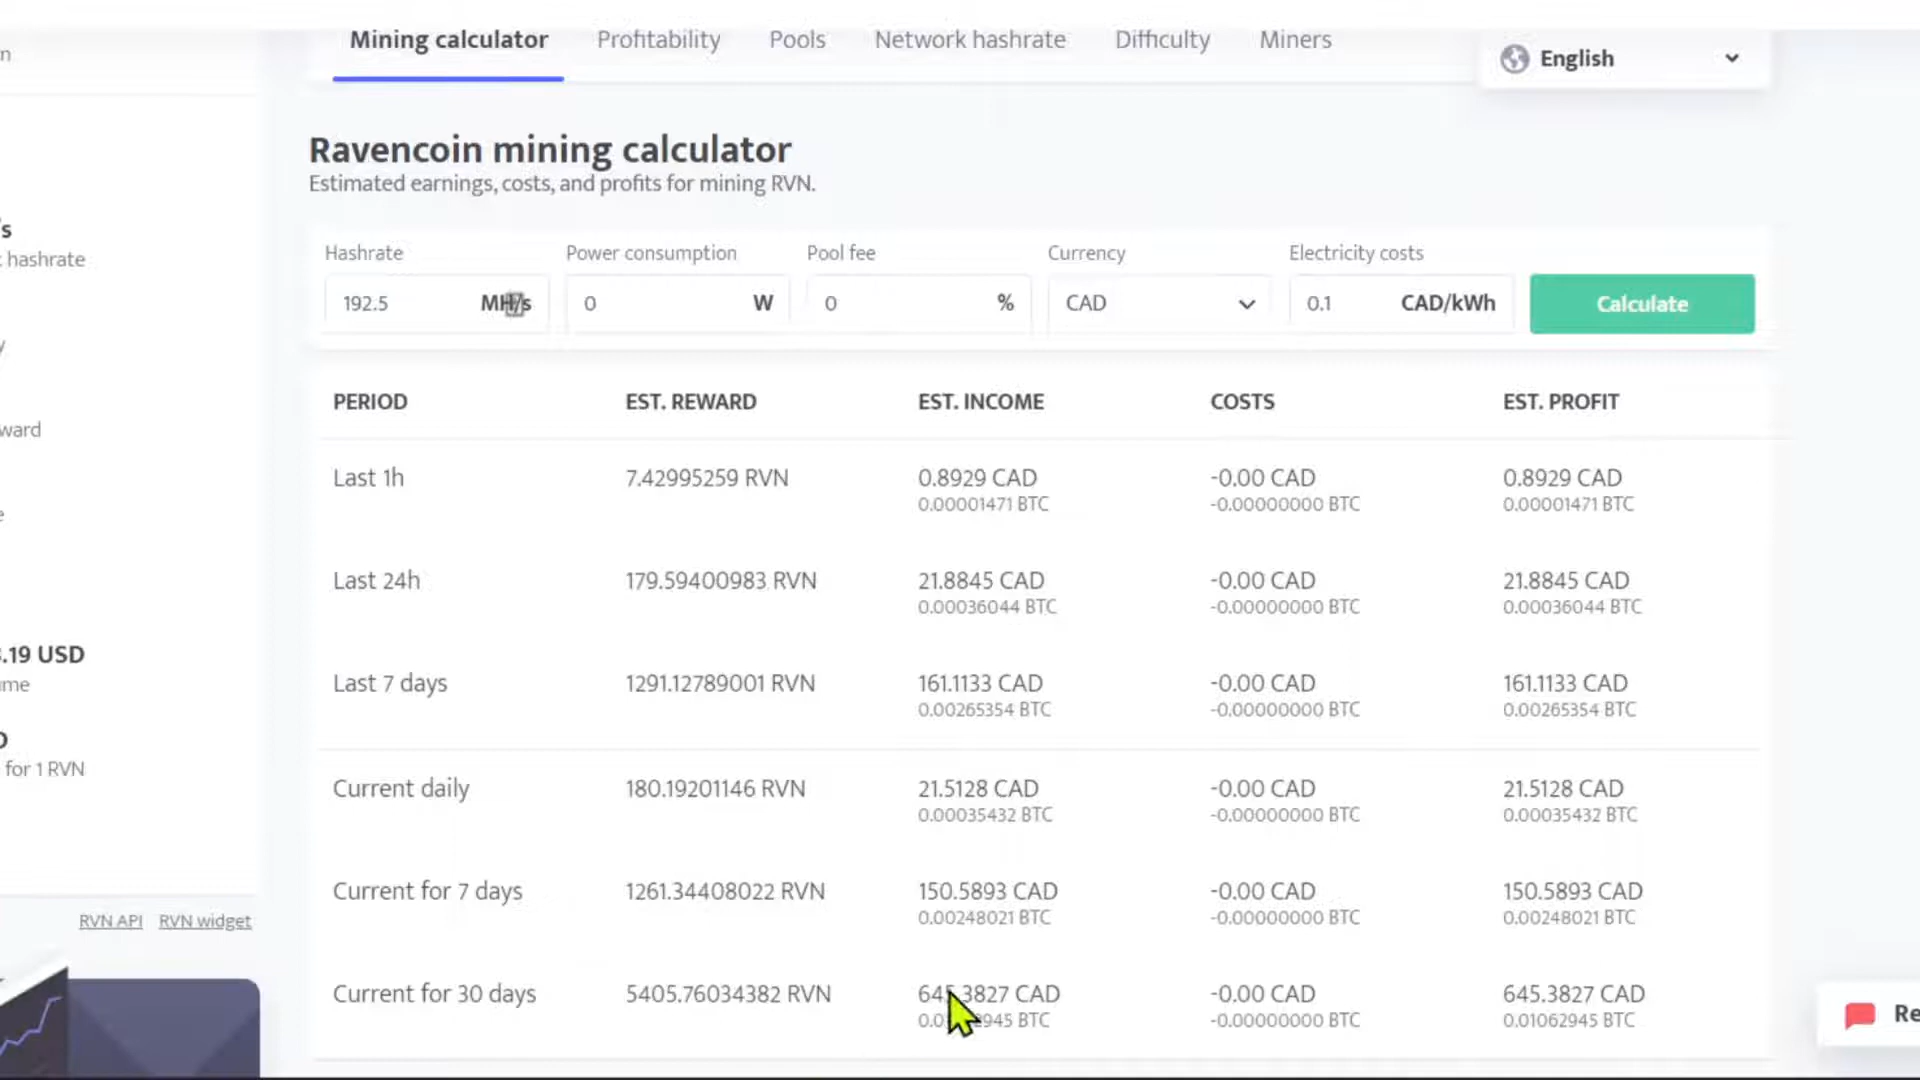 Mining calculator Profitability Pools Network hashrate Difficulty Miners
English
n
Ravencoin mining calculator
Estimated earnings, costs, and profits for mining RVN.
's
hashrate
Hashrate Power consumption Pool fee Currency Electricity costs
192.5 MH/s 0 W 0 % CAD 0.1 CAD/kWh Calculate
y
PERIOD EST. REWARD EST. INCOME COSTS EST. PROFIT
ward
Last 1h 7.42995259 RVN 0.8929 CAD -0.00 CAD 0.8929 CAD
0.00001471 BTC -0.00000000 BTC 0.00001471 BTC
e
Last 24h 179.59400983 RVN 21.8845 CAD -0.00 CAD 21.8845 CAD
0.00036044 BTC -0.00000000 BTC 0.00036044 BTC
.19 USD
Last 7 days 1291.12789001 RVN 161.1133 CAD -0.00 CAD 161.1133 CAD
0.00265354 BTC -0.00000000 BTC 0.00265354 BTC
for 1 RVN
Current daily 180.19201146 RVN 21.5128 CAD -0.00 CAD 21.5128 CAD
0.00035432 BTC -0.00000000 BTC 0.00035432 BTC
Current for 7 days 1261.34408022 RVN 150.5893 CAD -0.00 CAD 150.5893 CAD
0.00248021 BTC -0.00000000 BTC 0.00248021 BTC
RVN API RVN widget
Current for 30 days 5405.76034382 RVN 645.3827 CAD -0.00 CAD 645.3827 CAD
BTC -0.00000000 BTC 0.01062945 BTC
Re